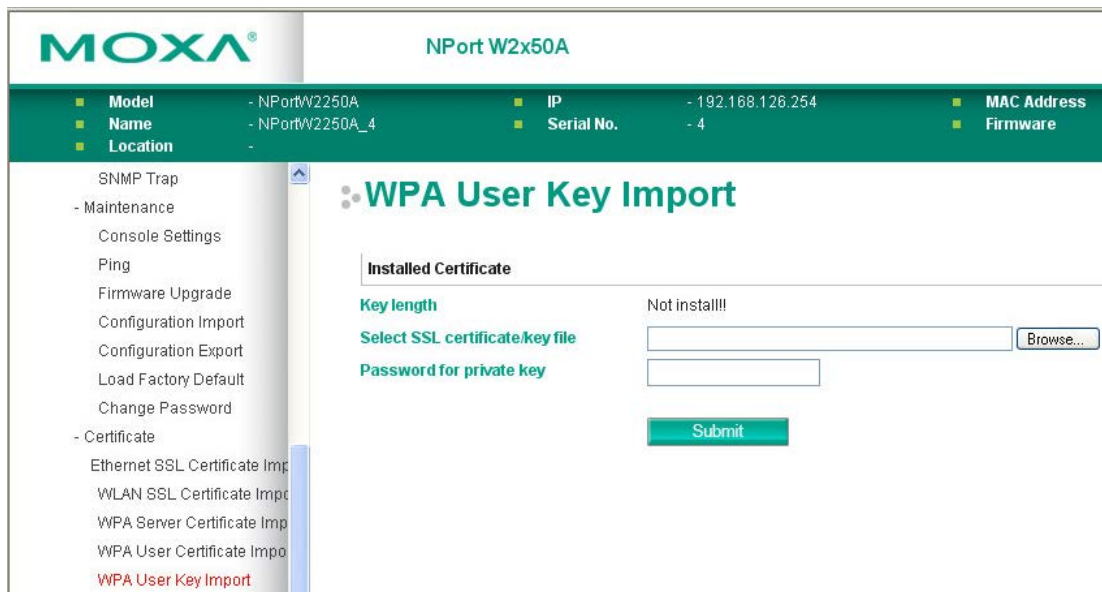 MOXA®
NPort W2x50A
Model - NPortW2250A IP - 192.168.126.254 MAC Address
Name - NPortW2250A_4 Serial No. - 4 Firmware
Location -
SNMP Trap
- Maintenance
Console Settings
Ping
Firmware Upgrade
Configuration Import
Configuration Export
Load Factory Default
Change Password
- Certificate
Ethernet SSL Certificate Imp
WLAN SSL Certificate Impo
WPA Server Certificate Imp
WPA User Certificate Impo
WPA User Key Import
WPA User Key Import
Installed Certificate
Key length Not install!!
Select SSL certificate/key file Browse...
Password for private key
Submit